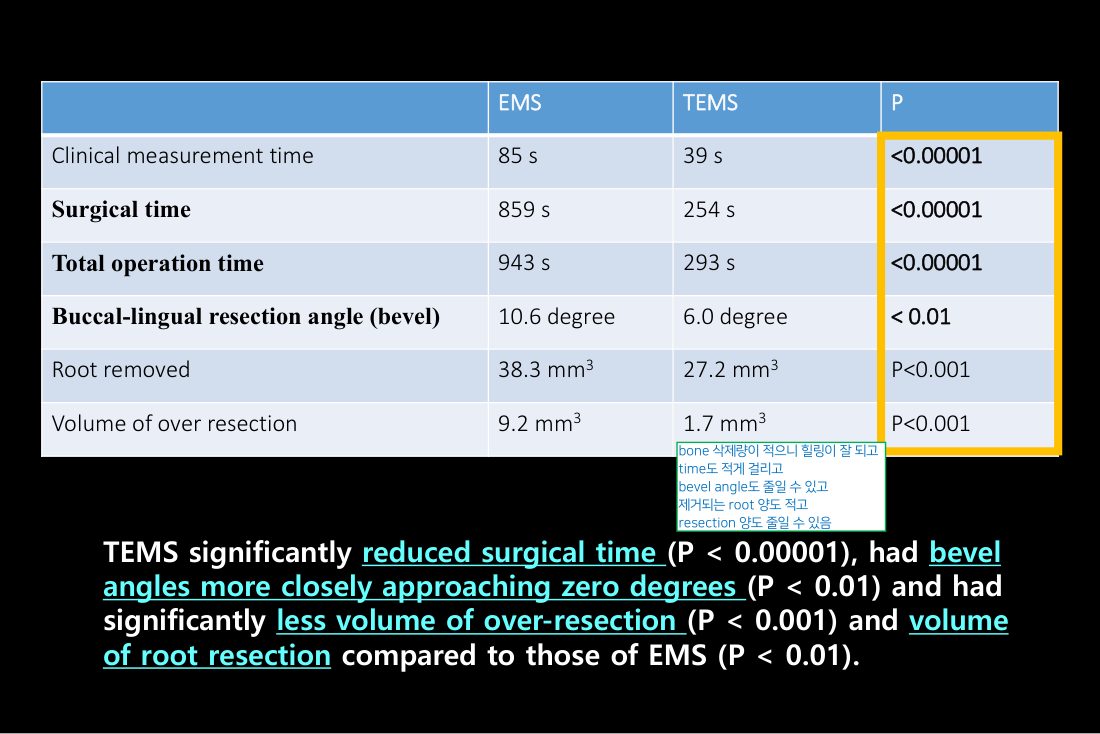 EMS TEMS P
Clinical measurement time 85 s 39 s <0.00001
Surgical time 859 s 254 s <0.00001
Total operation time 943 s 293 s <0.00001
Buccal-lingual resection angle (bevel) 10.6 degree 6.0 degree < 0.01
Root removed 38.3 mm³ 27.2 mm³ P<0.001
Volume of over resection 9.2 mm³ 1.7 mm³ P<0.001
bone 삭제량이 적으니 힐링이 잘 되고
time도 적게 걸리고
bevel angle도 줄일 수 있고
제거되는 root 양도 적고
resection 양도 줄일 수 있음
TEMS significantly reduced surgical time (P < 0.00001), had bevel
angles more closely approaching zero degrees (P < 0.01) and had
significantly less volume of over-resection (P < 0.001) and volume
of root resection compared to those of EMS (P < 0.01).